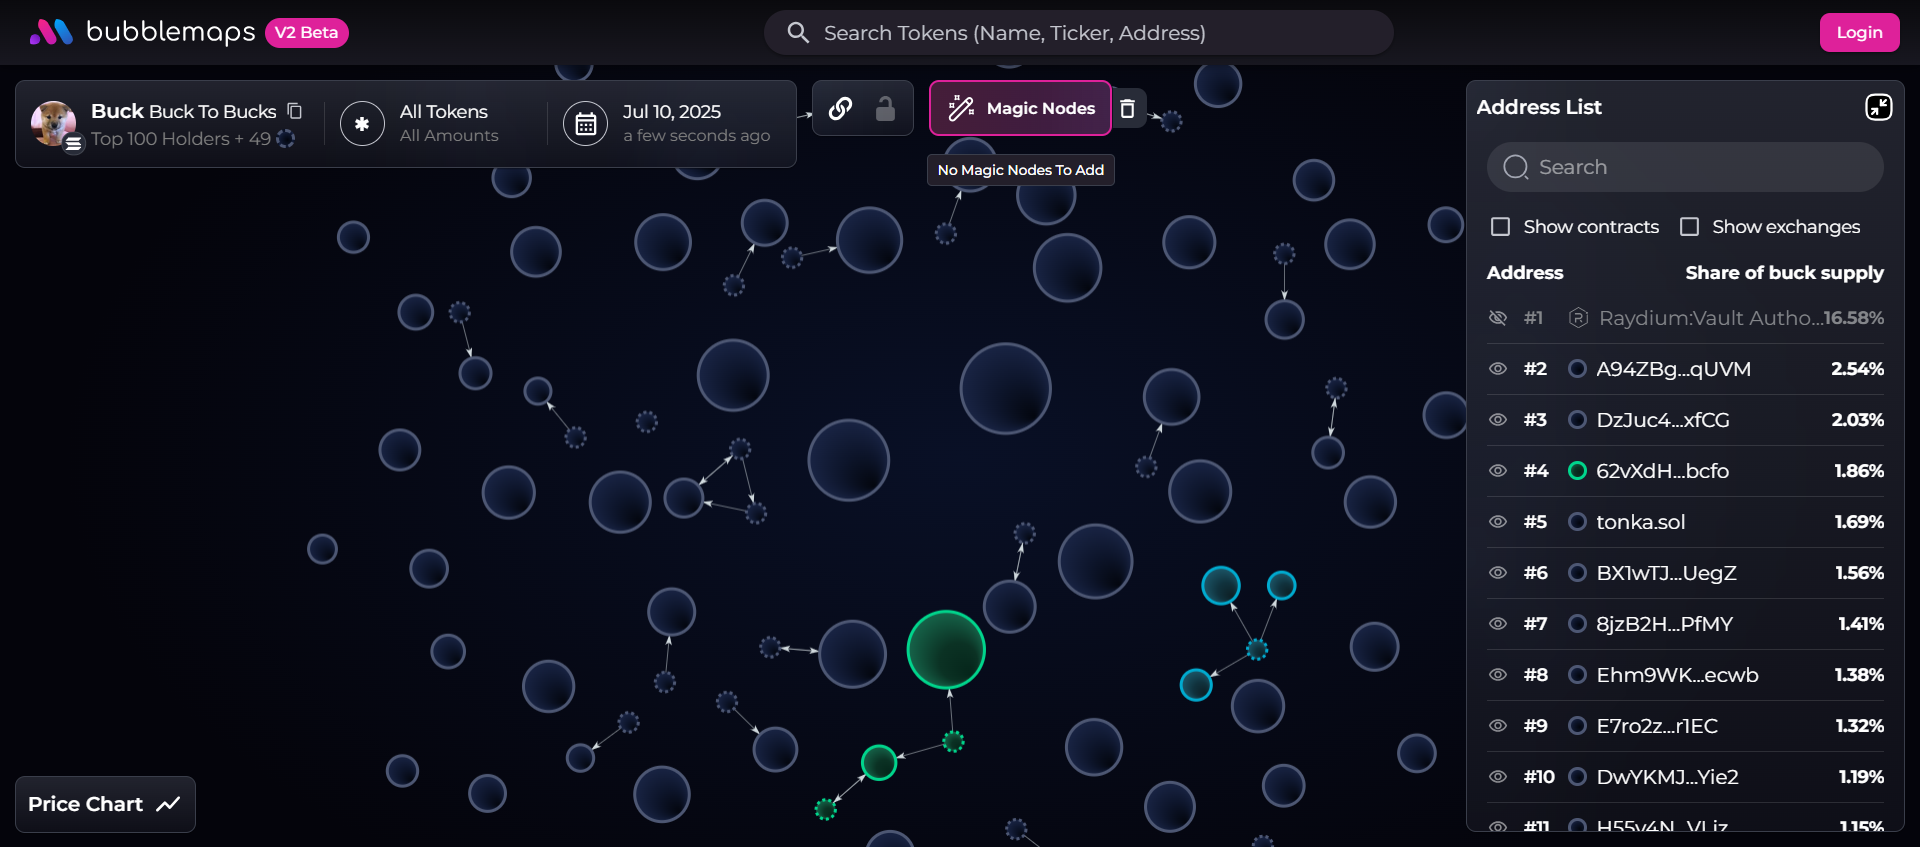 bubblemaps V2 Beta
Search Tokens (Name, Ticker, Address)
Login
Buck Buck To Bucks
Top 100 Holders + 49
All Tokens
All Amounts
Jul 10, 2025
a few seconds ago
Magic Nodes
No Magic Nodes To Add
Address List
Search
Show contracts
Show exchanges
Address Share of buck supply
#1 Raydium:Vault Autho...16.58%
#2 A94ZBg...qUVM 2.54%
#3 DzJuc4...xfCG 2.03%
#4 62vXdH...bcfo 1.86%
#5 tonka.sol 1.69%
#6 BX1wTJ...UegZ 1.56%
#7 8jzB2H...PfMY 1.41%
#8 Ehm9WK...ecwb 1.38%
#9 E7ro2z...r1EC 1.32%
#10 DwYKMJ...Yie2 1.19%
#11 1.15%
Price Chart